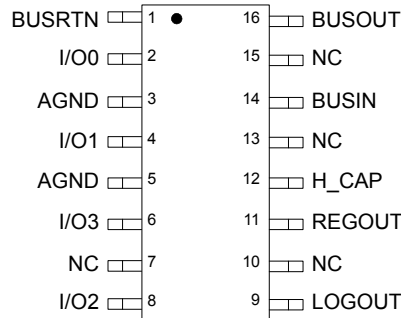 BUSRTN 1 16 BUSOUT
I/O0 2 15 NC
AGND 3 14 BUSIN
I/O1 4 13 NC
AGND 5 12 H_CAP
I/O3 6 11 REGOUT
NC 7 10 NC
I/O2 8 9 LOGOUT